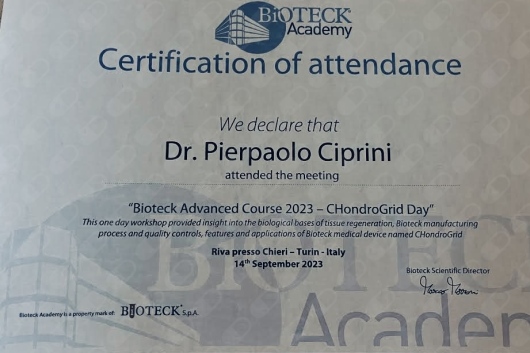 BiOTECK®
Academy
Certification of attendance
We declare that
Dr. Pierpaolo Ciprini
attended the meeting
“Bioteck Advanced Course 2023 – CHondroGrid Day”
This one day workshop provided insight into the biological bases of tissue regeneration, Bioteck manufacturing
process and quality controls, features and applications of Bioteck medical device named CHondroGrid
Riva presso Chieri – Turin - Italy
14th September 2023
Bioteck Scientific Director
Bioteck Academy is a property mark of:
BIOTECK® S.p.A.
BIOTECK
Academ